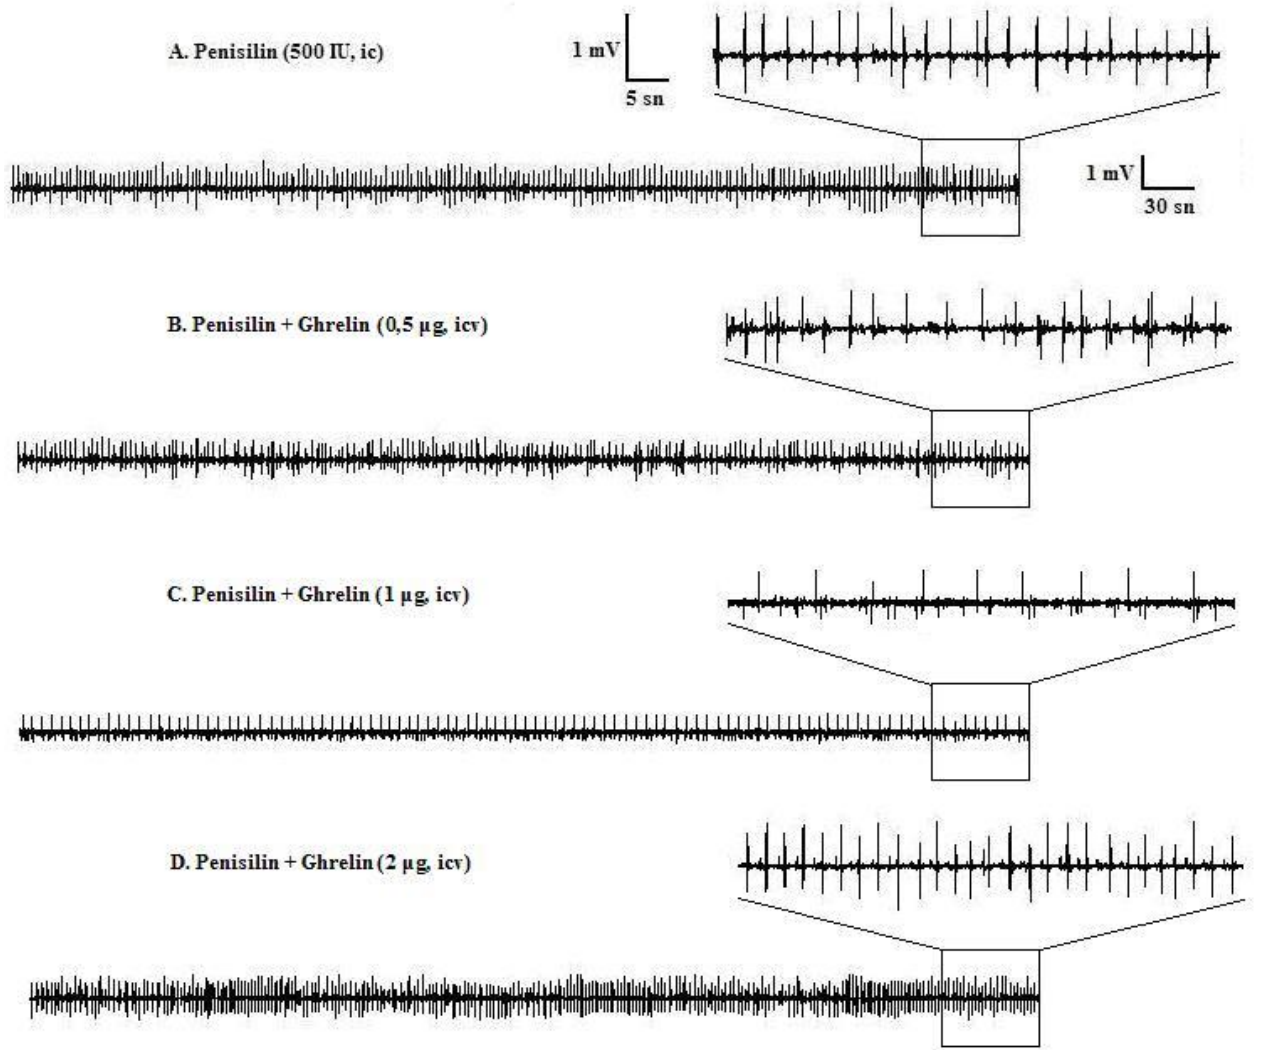 A. Penisilin (500 IU, ic)
1 mV
5 sn
1 mV
30 sn
B. Penisilin + Ghrelin (0,5 µg, icv)
C. Penisilin + Ghrelin (1 µg, icv)
D. Penisilin + Ghrelin (2 µg, icv)